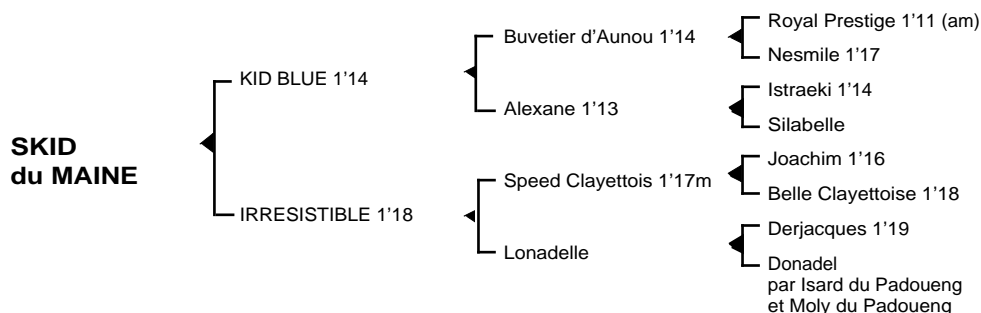 SKID
du MAINE
KID BLUE 1’14
IRRESISTIBLE 1’18
Buvetier d’Aunou 1’14
Alexane 1’13
Speed Clayettois 1’17m
Lonadelle
Royal Prestige 1’11 (am)
Nesmile 1’17
Istraeki 1’14
Silabelle
Joachim 1’16
Belle Clayettoise 1’18
Derjacques 1’19
Donadel
par Isard du Padoueng
et Moly du Padoueng